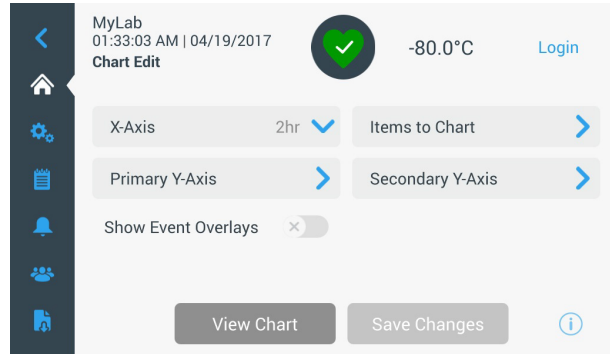 MyLab
01:33:03 AM | 04/19/2017
Chart Edit
-80.0°C
Login
X-Axis 2hr
Items to Chart
Primary Y-Axis
Secondary Y-Axis
Show Event Overlays
View Chart
Save Changes